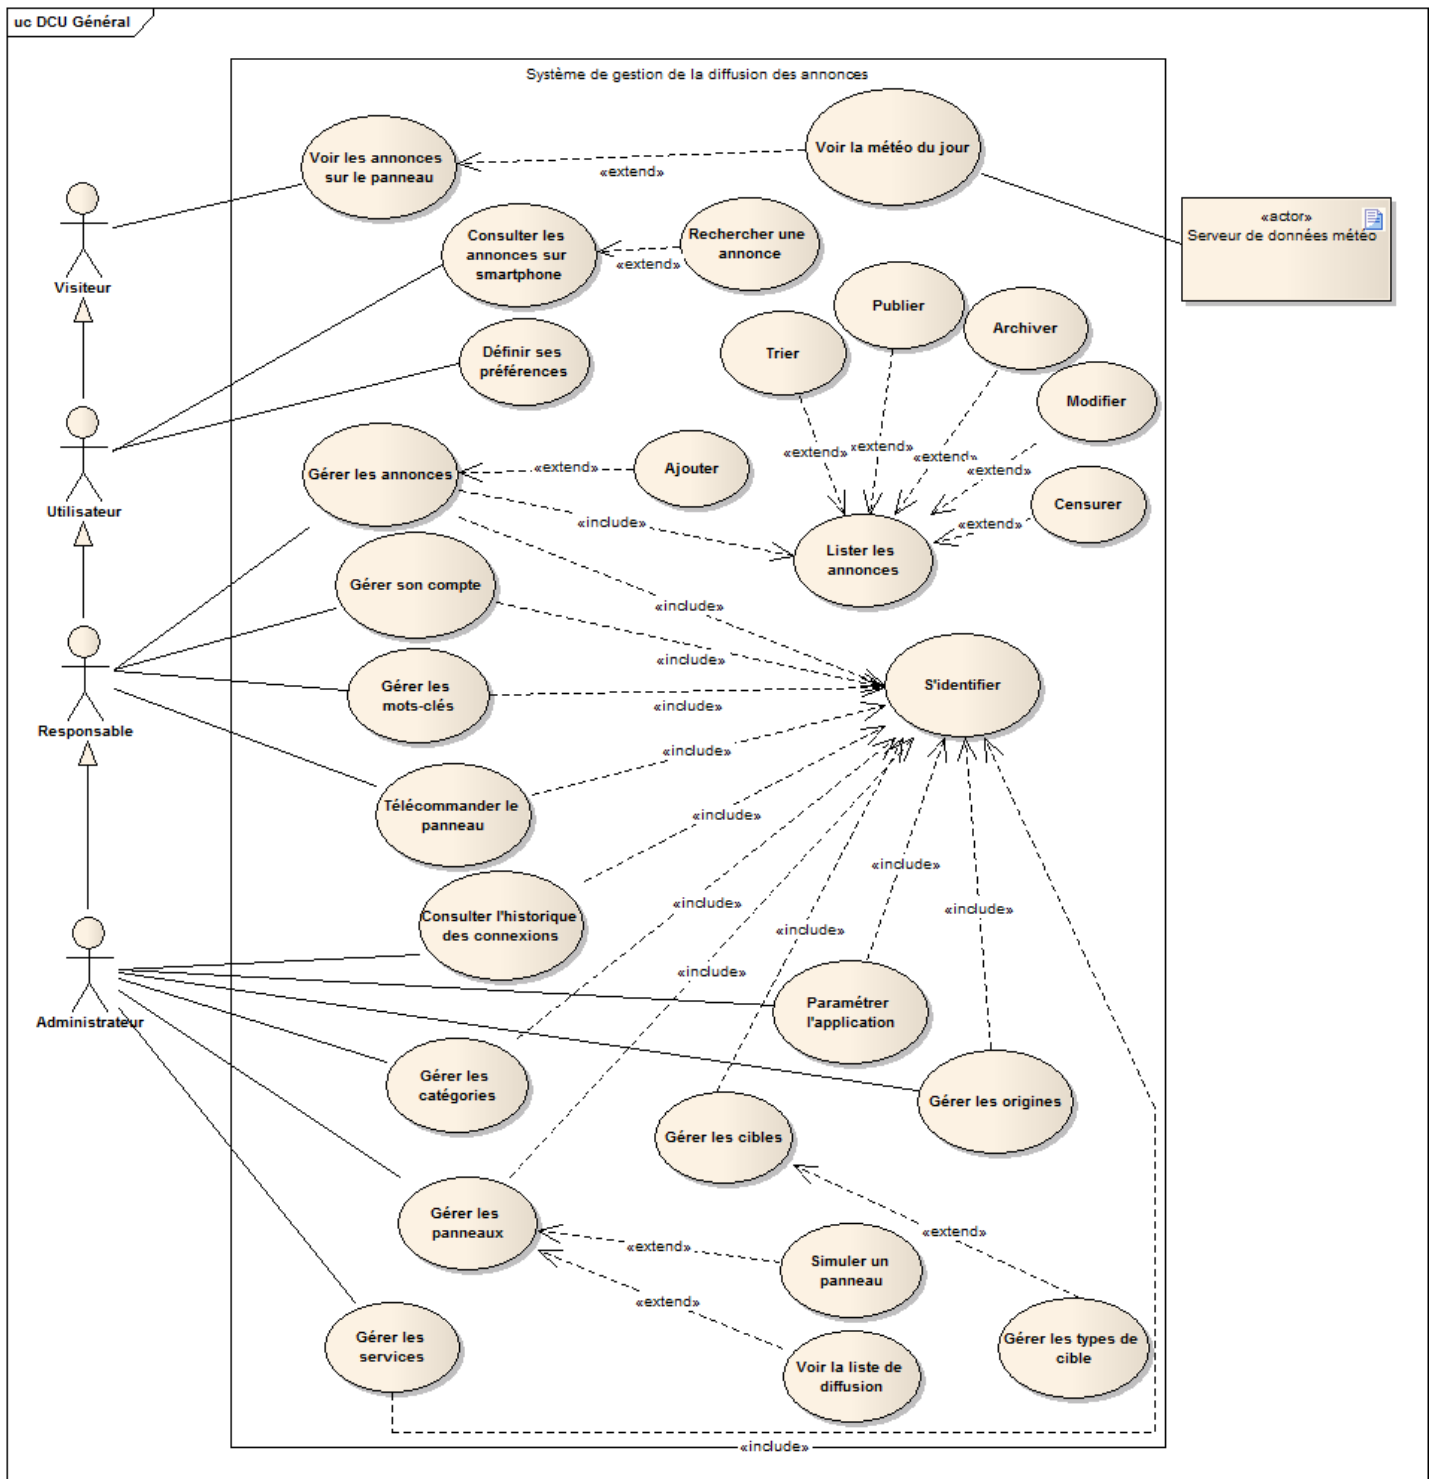 uc DCU Général
Système de gestion de la diffusion des annonces
Voir les annonces
sur le panneau
Voir la météo du jour
«extend»
«actor»
Serveur de données météo
Visiteur
Consulter les
annonces sur
smartphone
Rechercher une
annonce
«extend»
Publier
Archiver
Trier
Modifier
Définir ses
préférences
Utilisateur
Gérer les annonces
«extend»
Ajouter
«extend»
«extend»
«extend»
«extend»
Censurer
«extend»
«include»
Lister les
annonces
Gérer son compte
«include»
«include»
Responsable
Gérer les
mots-clés
«include»
S'identifier
Télécommander le
panneau
«include»
«include»
«include»
Consulter l'historique
des connexions
«include»
«include»
«include»
«include»
Administrateur
Paramétrer
l'application
Gérer les
catégories
Gérer les origines
Gérer les cibles
Gérer les
panneaux
«extend»
«extend»
Simuler un
panneau
«extend»
Gérer les
services
Voir la liste de
diffusion
Gérer les types de
cible
«include»